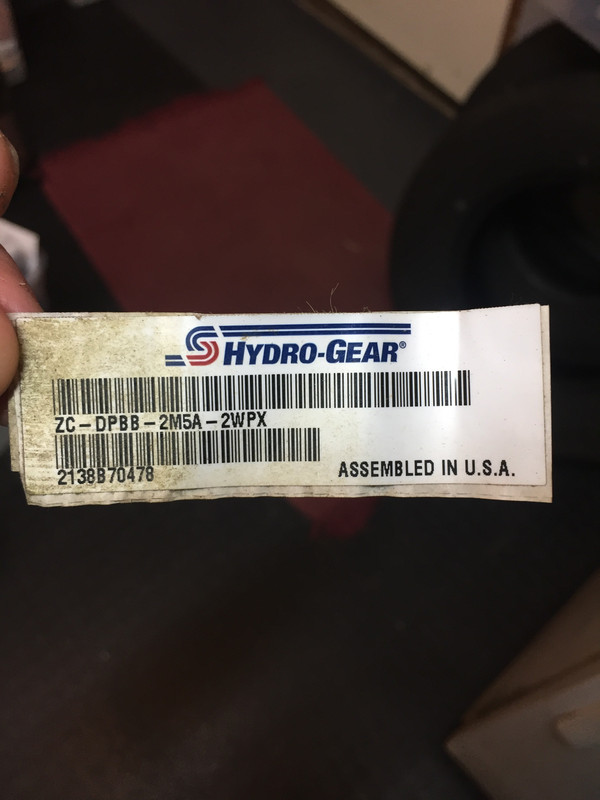 HYDRO-GEAR®
ZC-DPBB-2M5A-2WPX
2138B70478
ASSEMBLED IN U.S.A.